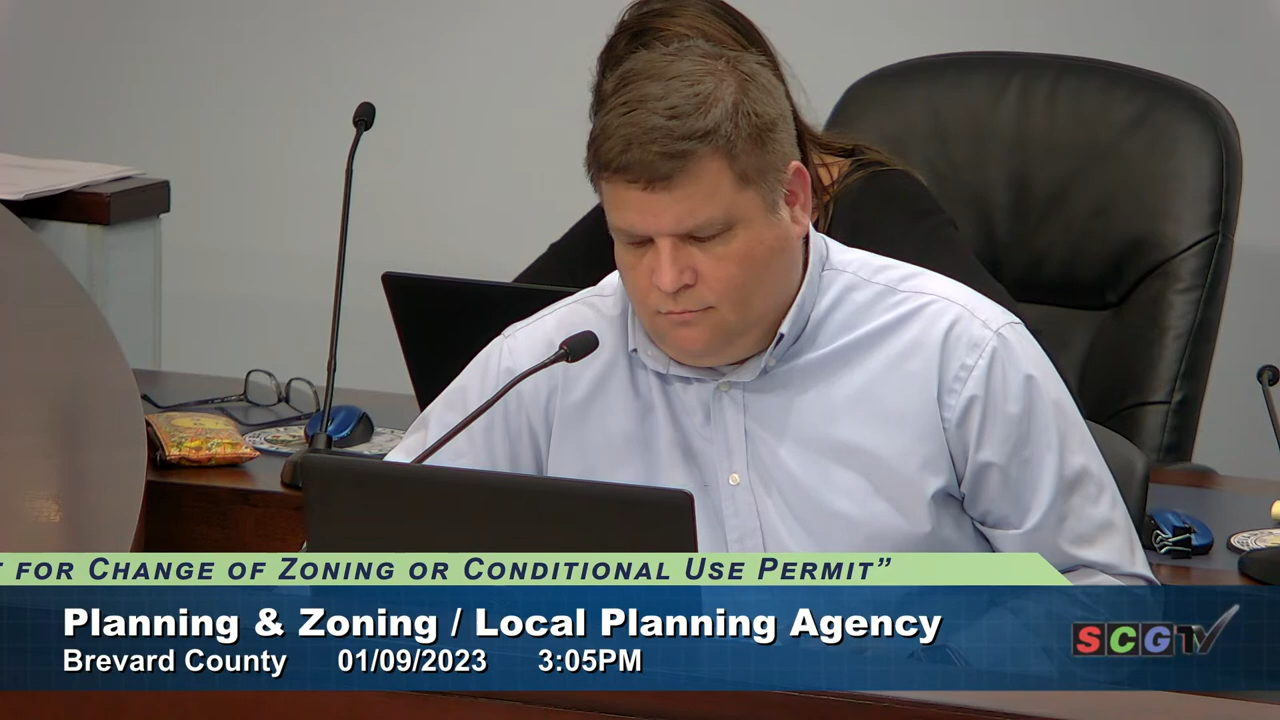 FOR CHANGE OF ZONING OR CONDITIONAL USE PERMIT”
Planning & Zoning / Local Planning Agency
Brevard County 01/09/2023 3:05PM
SCGTV